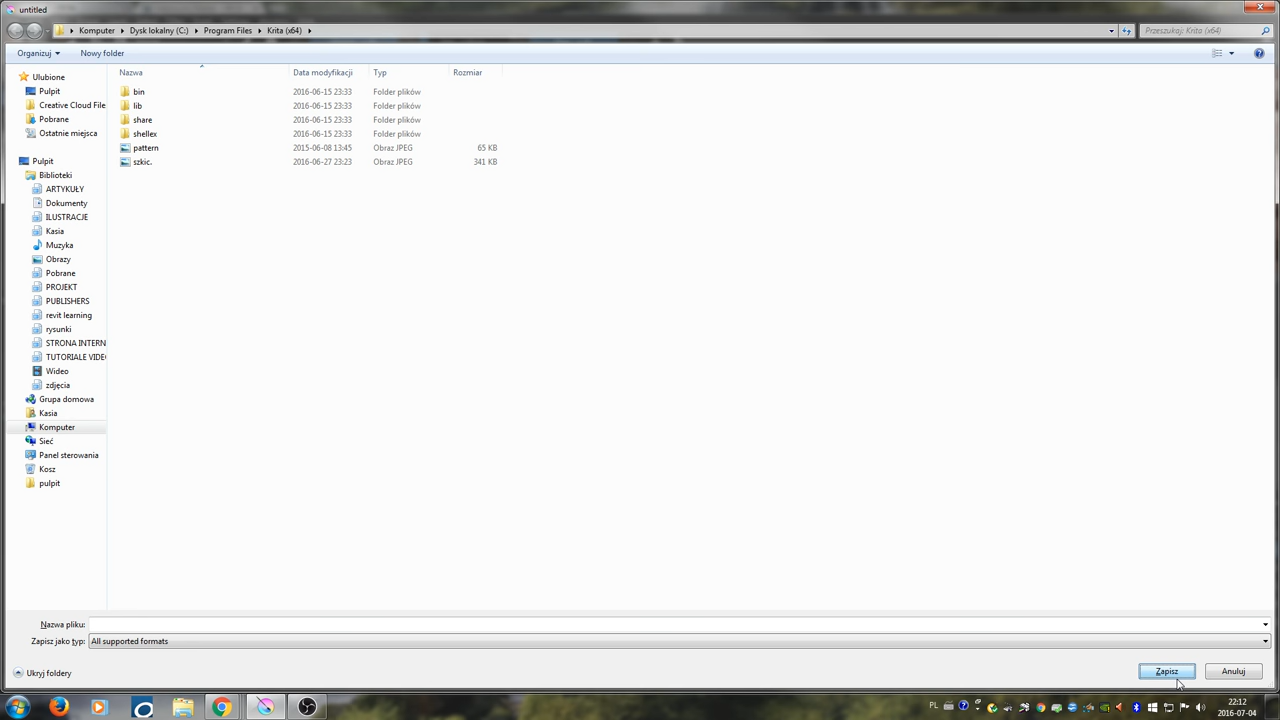 untitled
Komputer Dysk lokalny (C:) Program Files Krita (x64) Przeszukaj: Krita (x64)
Organizuj Nowy folder
Nazwa Data modyfikacji Typ Rozmiar
bin 2016-06-15 23:33 Folder plików
lib 2016-06-15 23:33 Folder plików
share 2016-06-15 23:33 Folder plików
shellex 2016-06-15 23:33 Folder plików
pattern 2015-06-08 13:45 Obraz JPEG 65 KB
szkic. 2016-06-27 23:23 Obraz JPEG 341 KB
Ulubione
Pulpit
Creative Cloud File
Pobrane
Ostatnie miejsca
Pulpit
Biblioteki
ARTYKUŁY
Dokumenty
ILUSTRACJE
Kasia
Muzyka
Obrazy
Pobrane
PROJEKT
PUBLISHERS
revit learning
rysunki
STRONA INTERN
TUTORIALE VIDE
Wideo
zdjęcia
Grupa domowa
Kasia
Komputer
Sieć
Panel sterowania
Kosz
pulpit
Nazwa pliku:
Zapisz jako typ: All supported formats
Ukryj foldery Zapisz Anuluj
PL 22:12
2016-07-04